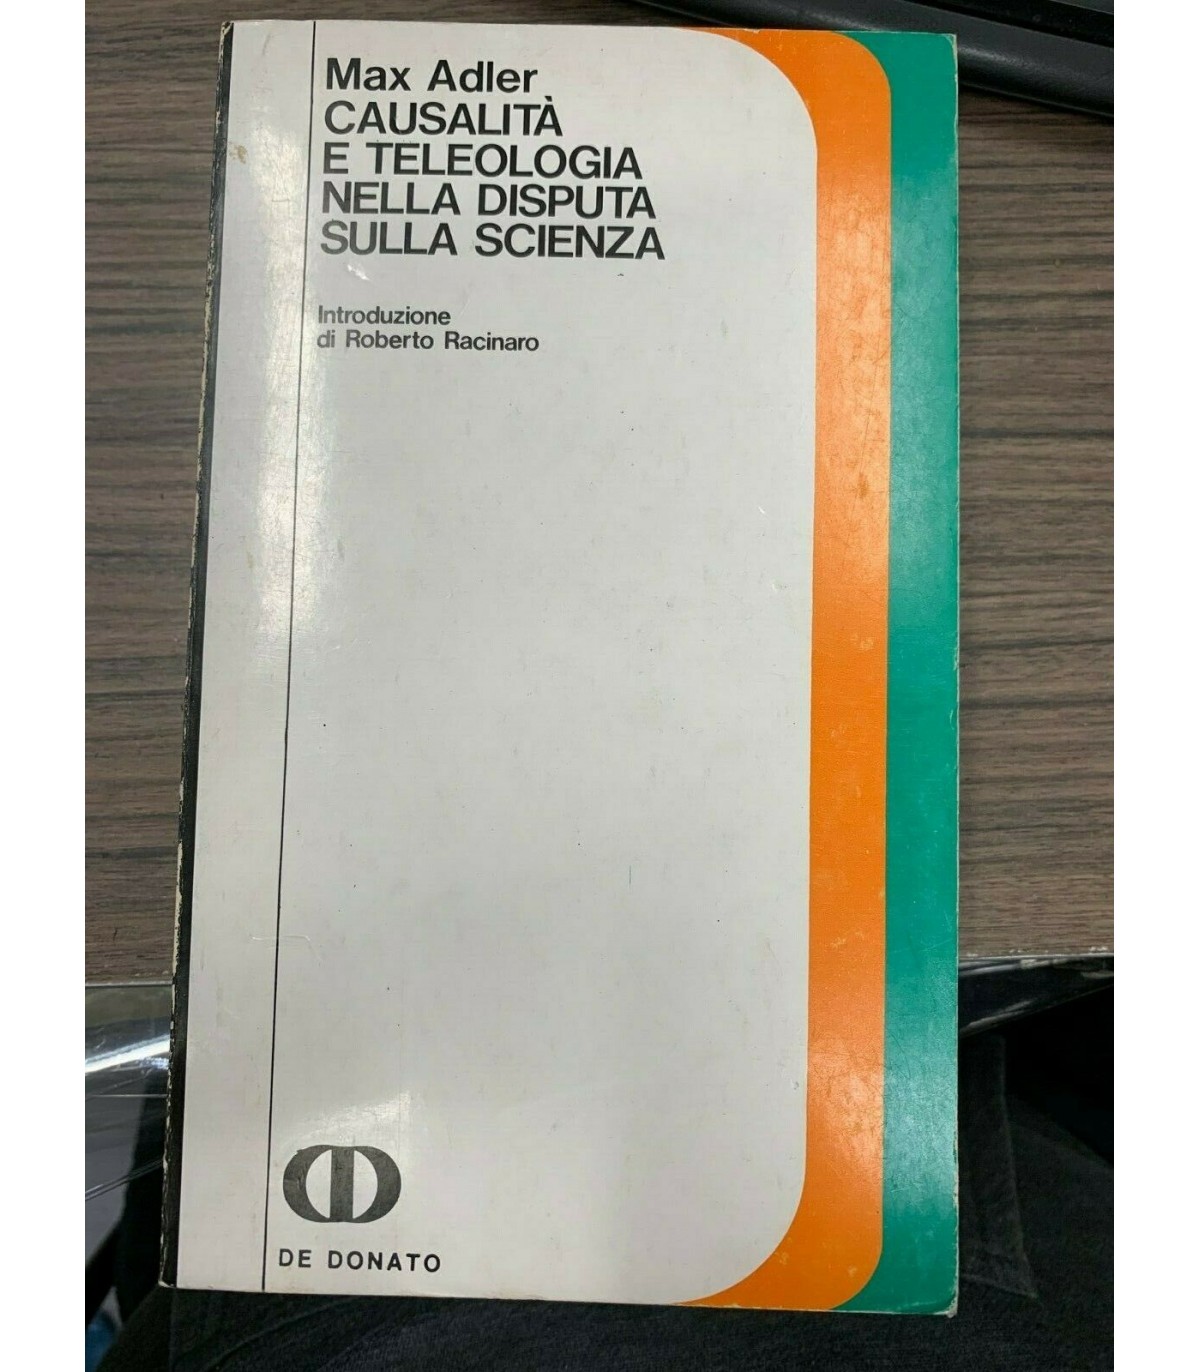 Max Adler
CAUSALITÀ
E TELEOLOGIA
NELLA DISPUTA
SULLA SCIENZA
Introduzione
di Roberto Racinaro
DE DONATO